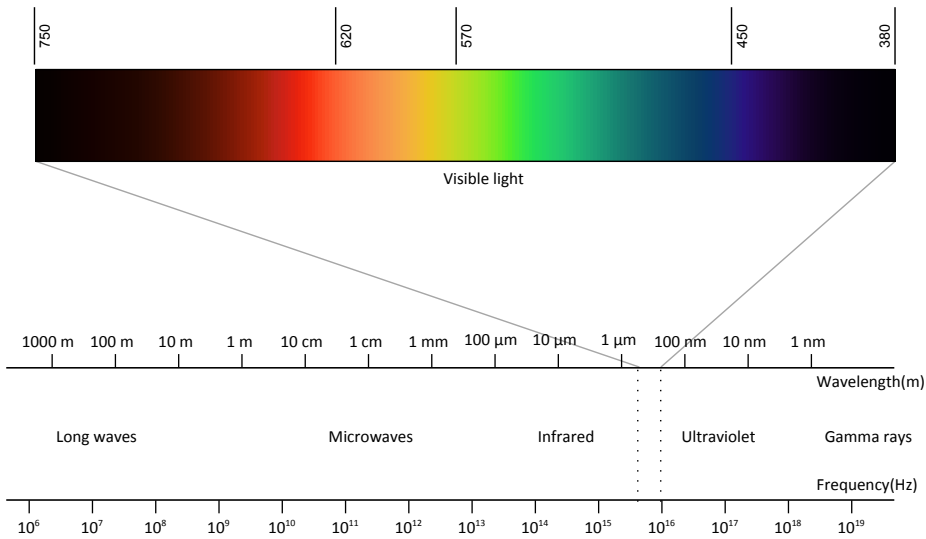 750 620 570 450 380
Visible light
1000 m 100 m 10 m 1 m 10 cm 1 cm 1 mm 100 µm 10 µm 1 µm 100 nm 10 nm 1 nm
Wavelength(m)
Long waves Microwaves Infrared Ultraviolet Gamma rays
Frequency(Hz)
10⁶ 10⁷ 10⁸ 10⁹ 10¹⁰ 10¹¹ 10¹² 10¹³ 10¹⁴ 10¹⁵ 10¹⁶ 10¹⁷ 10¹⁸ 10¹⁹